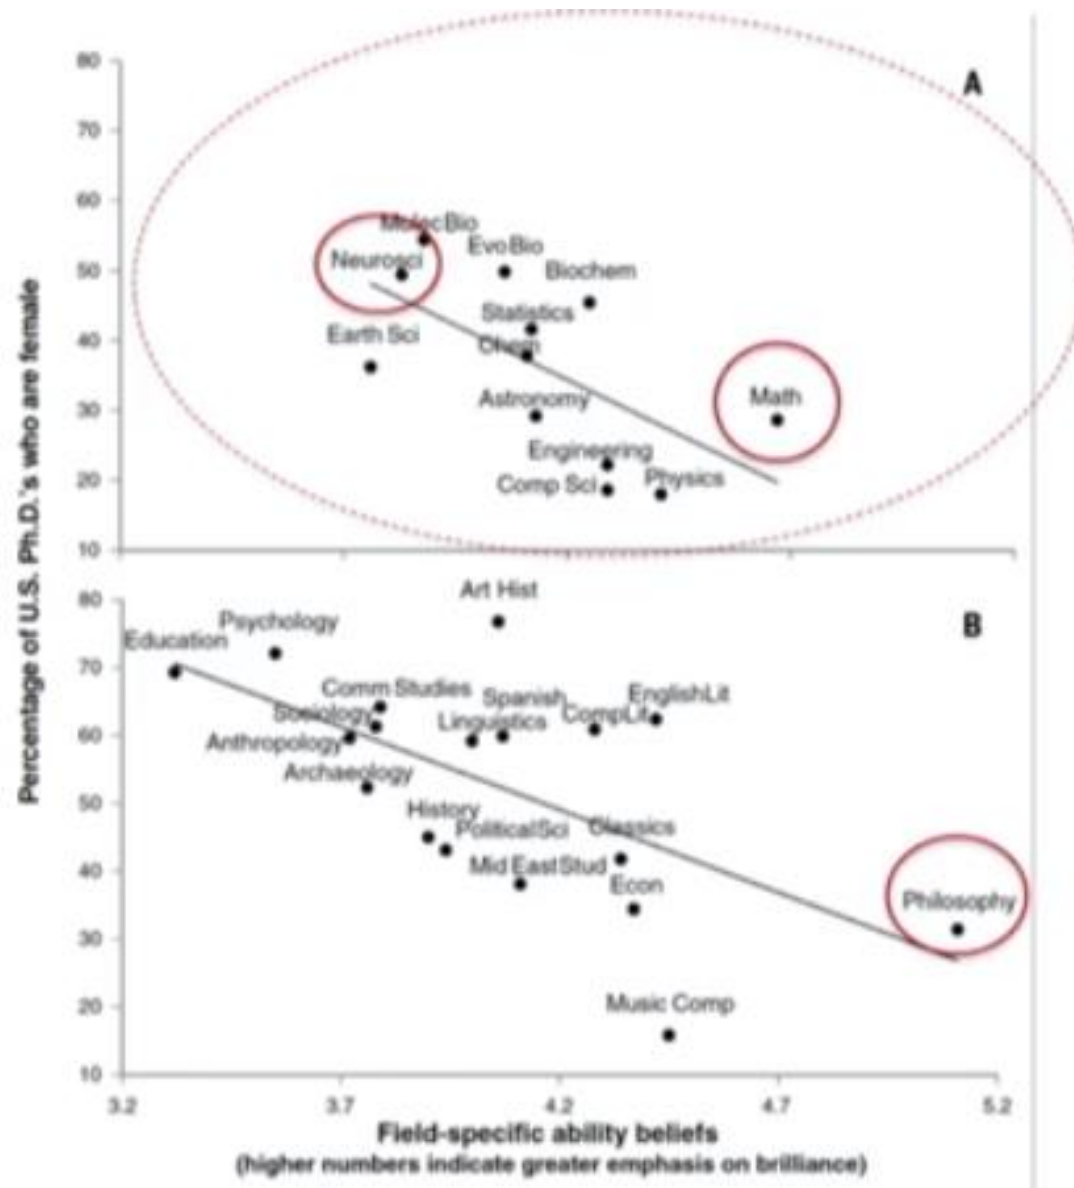 80
A
70
60
MolecBio
EvoBio
Neurosci
Biochem
50
Statistics
Earth Sci
40
Chem
Math
Astronomy
30
Engineering
Physics
Comp Sci
20
10
Percentage of U.S. Ph.D.'s who are female
Art Hist
80
B
Psychology
Education
70
Comm Studies
EnglishLit
Spanish
Sociology
CompLit
Linguistics
60
Anthropology
Archaeology
50
History
PoliticalSci
Classics
40
Mid EastStud
Econ
Philosophy
30
20
Music Comp
10
3.2 3.7 4.2 4.7 5.2
Field-specific ability beliefs
(higher numbers indicate greater emphasis on brilliance)